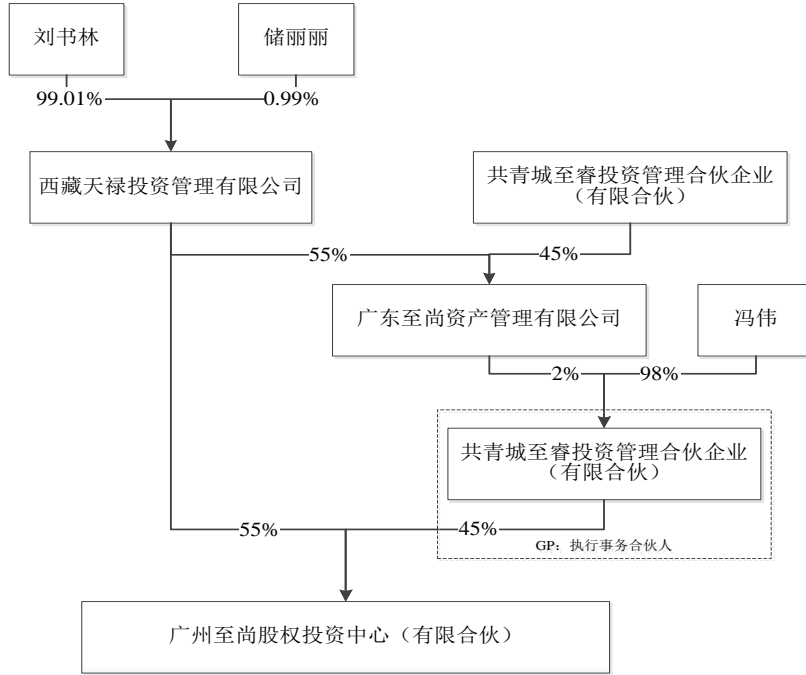 刘书林
储丽丽
99.01%
0.99%
西藏天禄投资管理有限公司
共青城至睿投资管理合伙企业
（有限合伙）
55%
45%
广东至尚资产管理有限公司
冯伟
2%
98%
共青城至睿投资管理合伙企业
（有限合伙）
55%
45%
GP：执行事务合伙人
广州至尚股权投资中心（有限合伙）